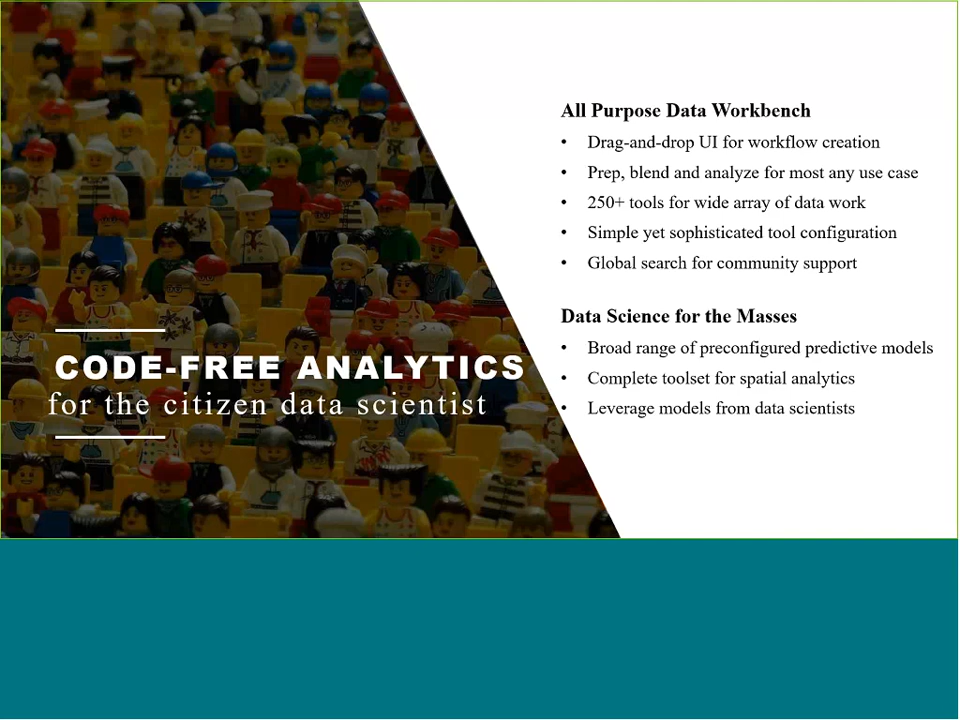 CODE-FREE ANALYTICS
for the citizen data scientist
All Purpose Data Workbench
• Drag-and-drop UI for workflow creation
• Prep, blend and analyze for most any use case
• 250+ tools for wide array of data work
• Simple yet sophisticated tool configuration
• Global search for community support
Data Science for the Masses
• Broad range of preconfigured predictive models
• Complete toolset for spatial analytics
• Leverage models from data scientists